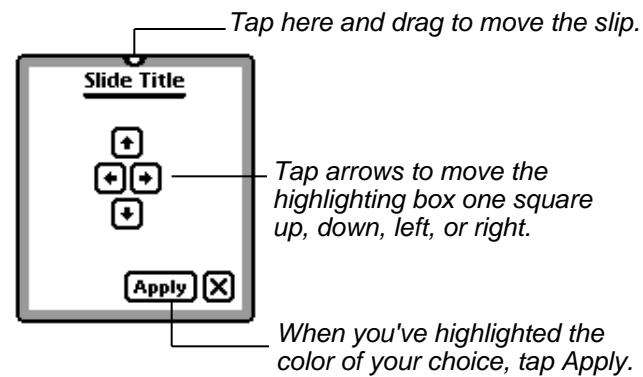 Tap here and drag to move the slip.
Slide Title
Tap arrows to move the
highlighting box one square
up, down, left, or right.
Apply
When you've highlighted the
color of your choice, tap Apply.